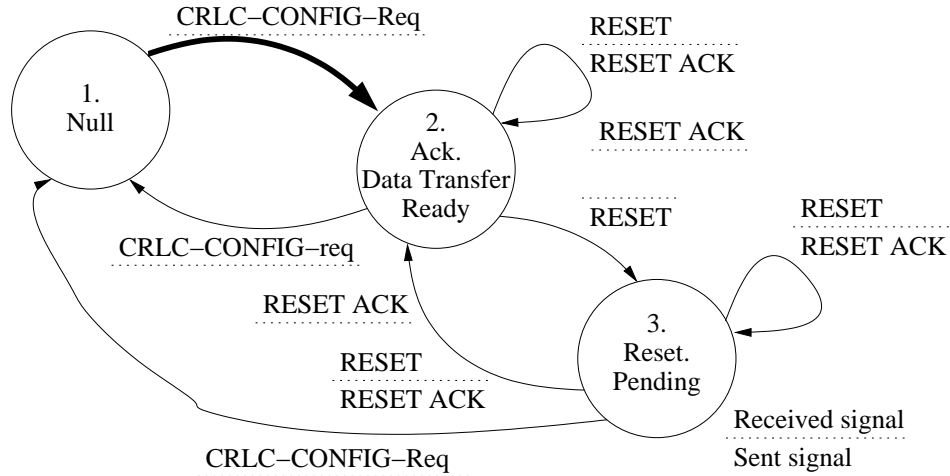 CRLC–CONFIG–Req
RESET
RESET ACK
1.
Null
2.
Ack.
Data Transfer
Ready
RESET ACK
RESET
RESET
RESET ACK
CRLC–CONFIG–req
RESET ACK
3.
Reset.
Pending
RESET
RESET ACK
Received signal
Sent signal
CRLC–CONFIG–Req